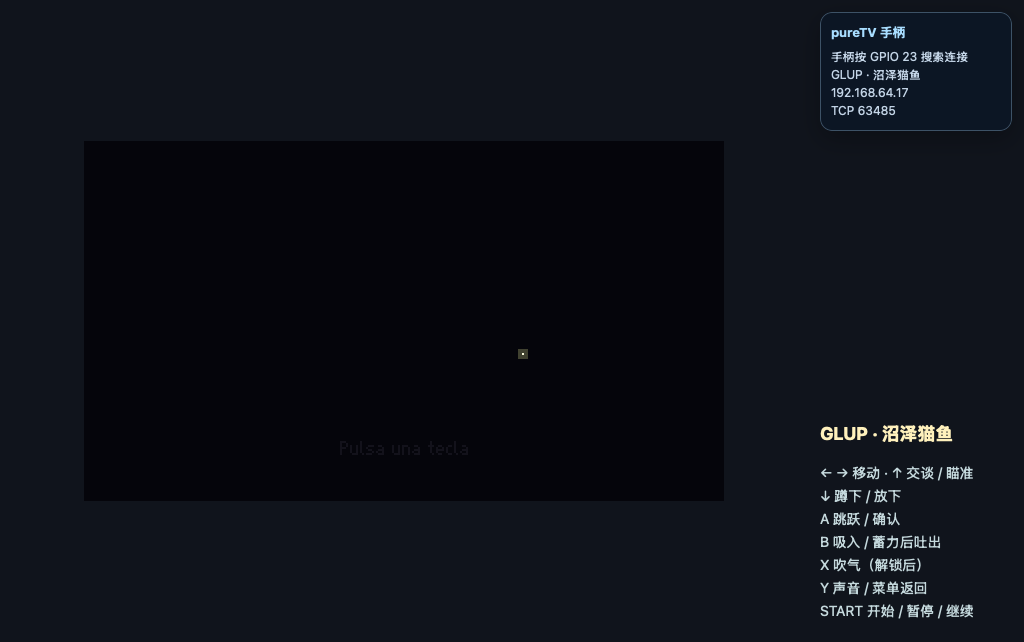 pureTV 手柄
手柄按 GPIO 23 搜索连接
GLUP · 沼泽猫鱼
192.168.64.17
TCP 63485
Pulsa una tecla
GLUP · 沼泽猫鱼
← → 移动 · ↑ 交谈 / 瞄准
↓ 蹲下 / 放下
A 跳跃 / 确认
B 吸入 / 蓄力后吐出
X 吹气（解锁后）
Y 声音 / 菜单返回
START 开始 / 暂停 / 继续